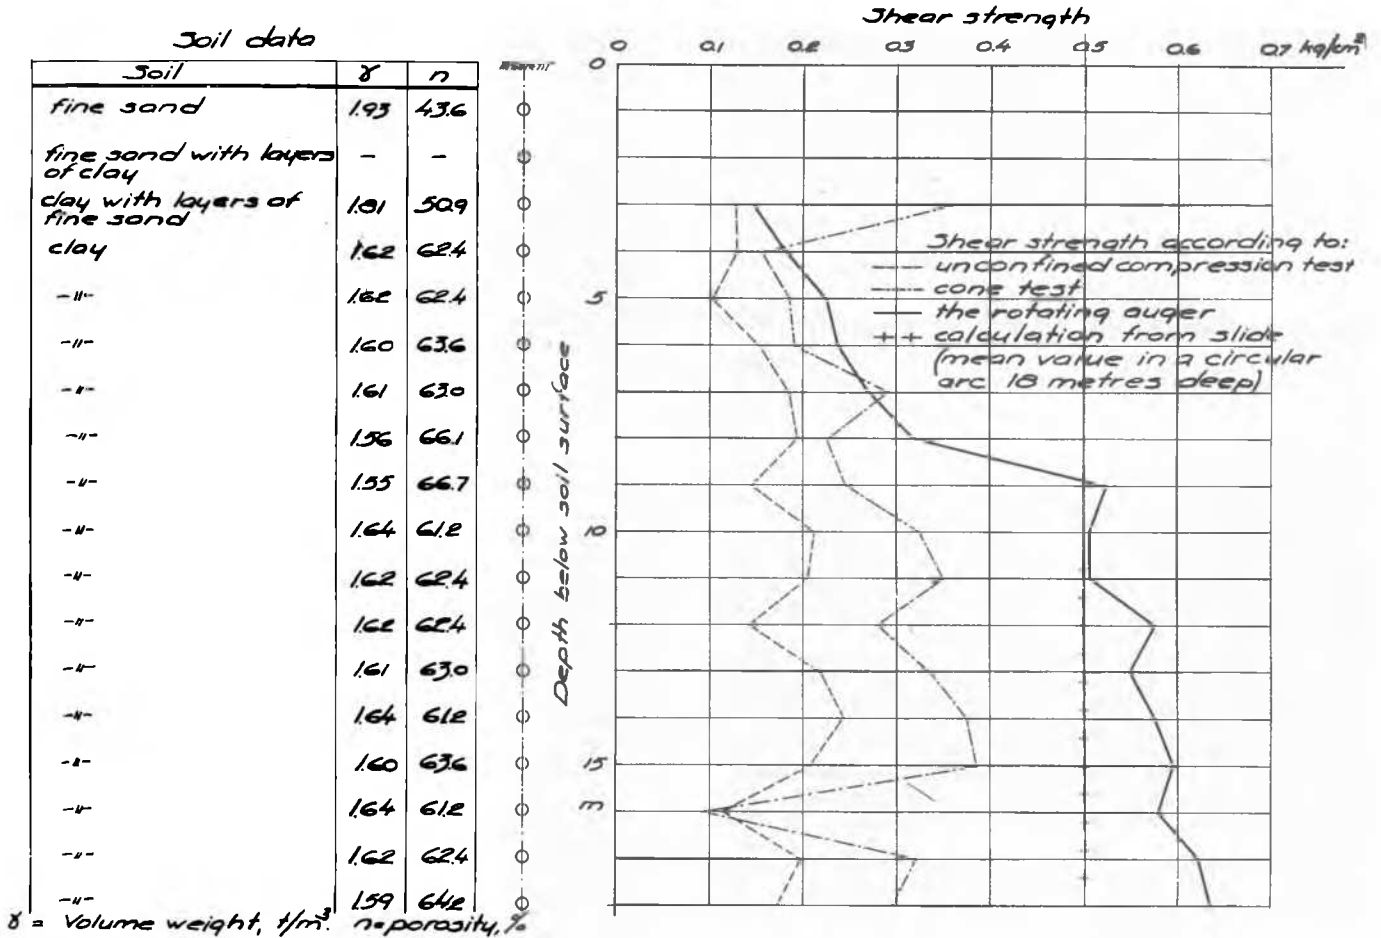 Shear strength
Soil data
0 0.1 0.2 0.3 0.4 0.5 0.6 0.7 kg/cm²
Soil γ n
0
fine sand 1.93 43.6
fine sand with layers of clay - -
clay with layers of fine sand 1.81 50.9
clay 1.62 62.4
-"- 1.62 62.4
-"- 1.60 63.6
-"- 1.61 63.0
-"- 1.56 66.1
-"- 1.55 66.7
-"- 1.64 61.2
-"- 1.62 62.4
-"- 1.62 62.4
-"- 1.61 63.0
-"- 1.64 61.2
-"- 1.60 63.6
-"- 1.64 61.2
-"- 1.62 62.4
-"- 1.59 64.2
γ = Volume weight, t/m³. n=porosity, %
Depth below soil surface
5
10
15
m
Shear strength according to:
unconfined compression test
cone test
the rotating auger
++ calculation from slide
(mean value in a circular
arc 18 metres deep)